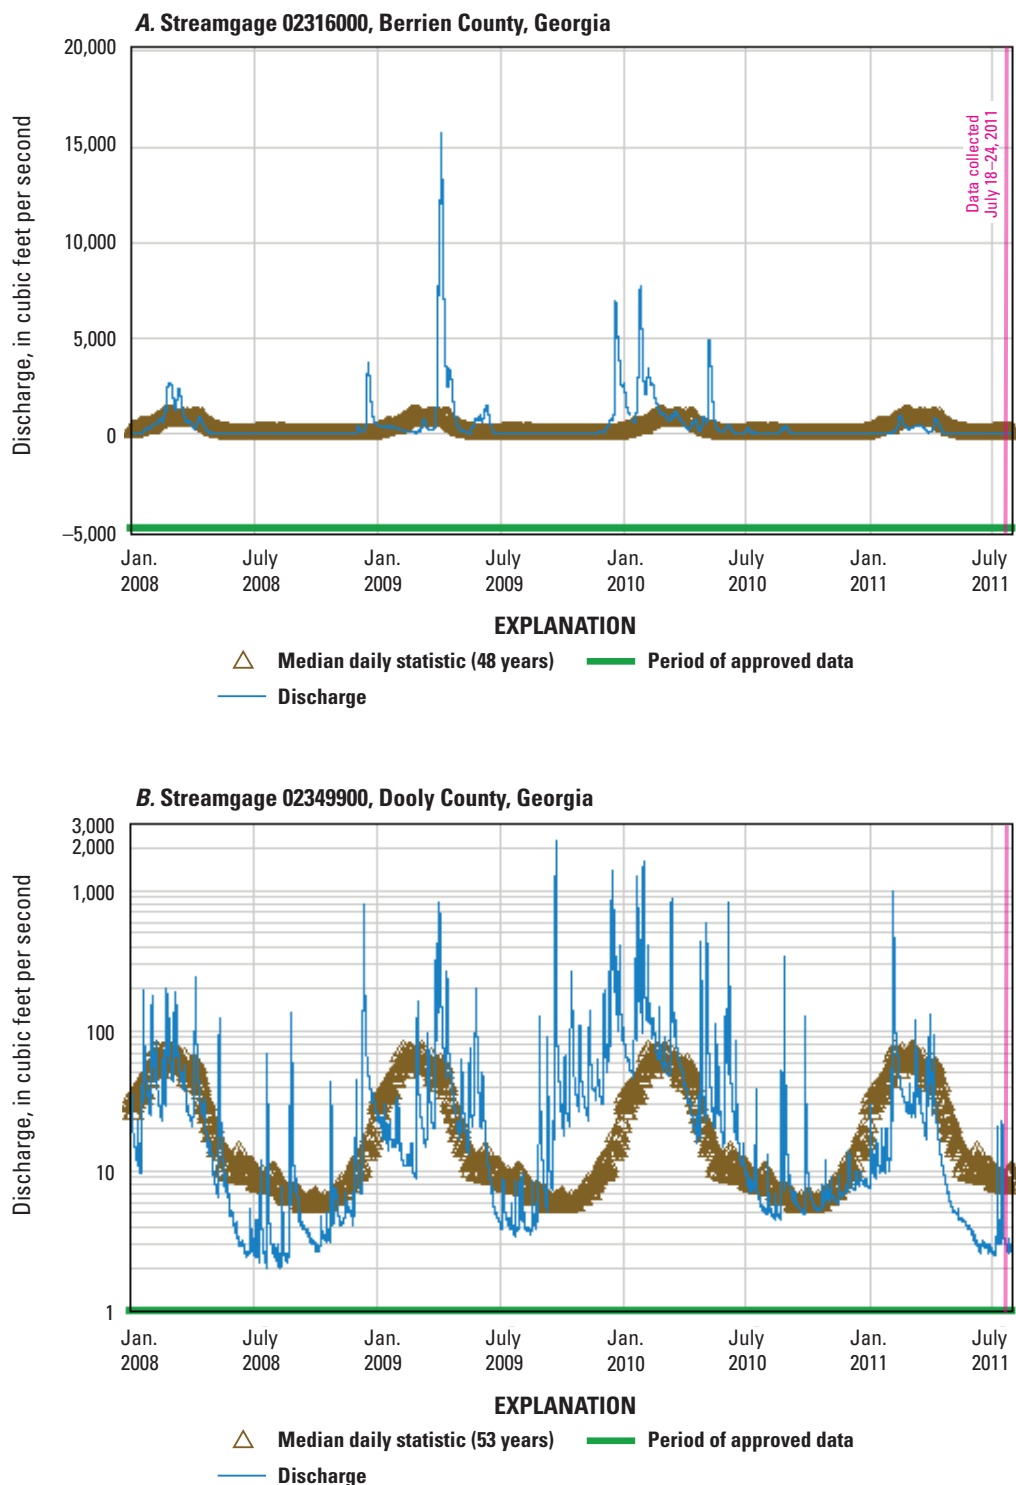 A. Streamgage 02316000, Berrien County, Georgia
20,000
15,000
10,000
5,000
0
–5,000
Discharge, in cubic feet per second
Data collected
July 18–24, 2011
Jan. July Jan. July Jan. July Jan. July
2008 2008 2009 2009 2010 2010 2011 2011
EXPLANATION
Median daily statistic (48 years) Period of approved data
Discharge
B. Streamgage 02349900, Dooly County, Georgia
3,000
2,000
1,000
100
10
1
Discharge, in cubic feet per second
Jan. July Jan. July Jan. July Jan. July
2008 2008 2009 2009 2010 2010 2011 2011
EXPLANATION
Median daily statistic (53 years) Period of approved data
Discharge